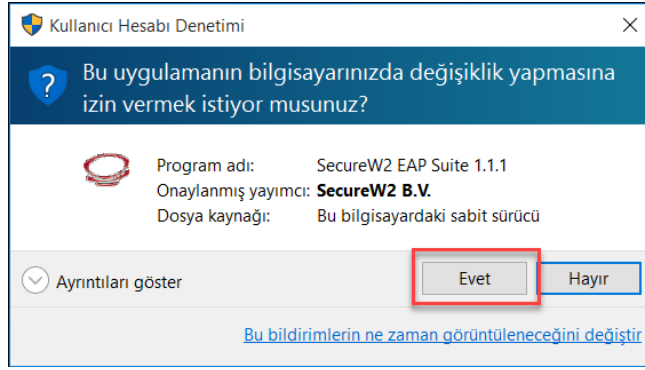 Kullanıcı Hesabı Denetimi
Bu uygulamanın bilgisayarınızda değişiklik yapmasına
izin vermek istiyor musunuz?
Program adı: SecureW2 EAP Suite 1.1.1
Onaylanmış yayımcı: SecureW2 B.V.
Dosya kaynağı: Bu bilgisayardaki sabit sürücü
Ayrıntıları göster Evet Hayır
Bu bildirimlerin ne zaman görüntüleneceğini değiştir